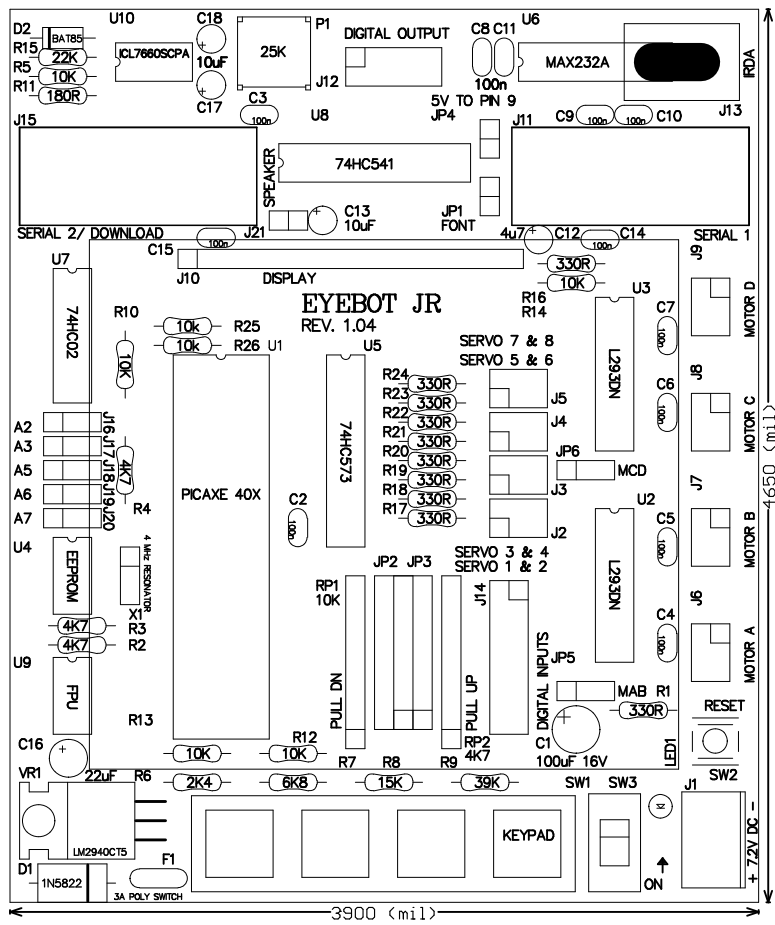 D2
BAT85
R15
22K
R5
10K
R11
180R
U10
ICL7660SCPA
C18
10uF
C17
P1
25K
J12
DIGITAL OUTPUT
C8 C11
100n
U6
MAX232A
IRDA
J13
5V TO PIN 9
C3
100n
U8
JP4
J11
C9
100n
100n
C10
J15
74HC541
SPEAKER
C13
10uF
JP1
FONT
SERIAL 2/ DOWNLOAD
J21
100n
4u7
C12
C14
100n
SERIAL 1
C15
J10
DISPLAY
330R
10K
R16
R14
U7
74HC02
EYEBOT JR
REV. 1.04
U3
L293DN
C7
100n
J9
MOTOR D
R10
10K
10k
R25
10k
R26
U1
U5
74HC573
SERVO 7 & 8
SERVO 5 & 6
R24
330R
R23
330R
R22
330R
R21
330R
R20
330R
R19
330R
R18
330R
R17
330R
J5
J4
J3
J2
C6
100n
J8
MOTOR C
A2
J16
A3
J17
A5
J18
A6
J19
A7
J20
4K7
R4
PICAXE 40X
C2
100n
JP6
MCD
U2
L293DN
C5
100n
J7
MOTOR B
4650 (mil)
U4
EEPROM
4 MHz RESONATOR
X1
4K7
R3
4K7
R2
U9
FPU
R13
RP1
10K
JP2 JP3
PULL DN
SERVO 3 & 4
SERVO 1 & 2
J14
PULL UP
RP2
4K7
DIGITAL INPUTS
JP5
MAB
R1
330R
C4
100n
J6
MOTOR A
C1
100uF 16V
LED1
RESET
SW2
C16
22uF
VR1
LM2940CT5
10K
R12
10K
R6
2K4
R7
6K8
R8
15K
R9
39K
KEYPAD
SW1
SW3
ON
J1
+ 7.2V DC -
D1
1N5822
F1
3A POLY SWITCH
3900 (mil)